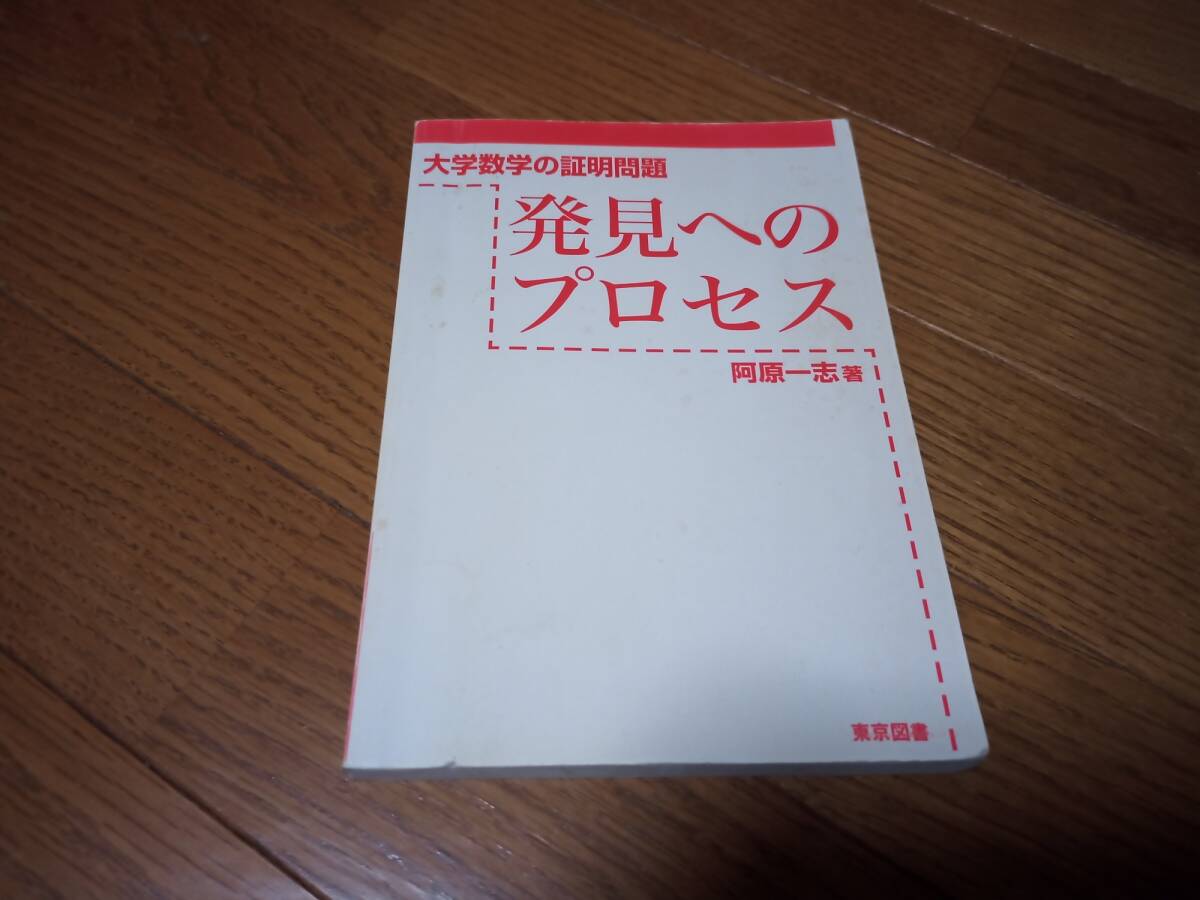 大学数学の証明問題
発見への
プロセス
阿原一志 著
東京図書